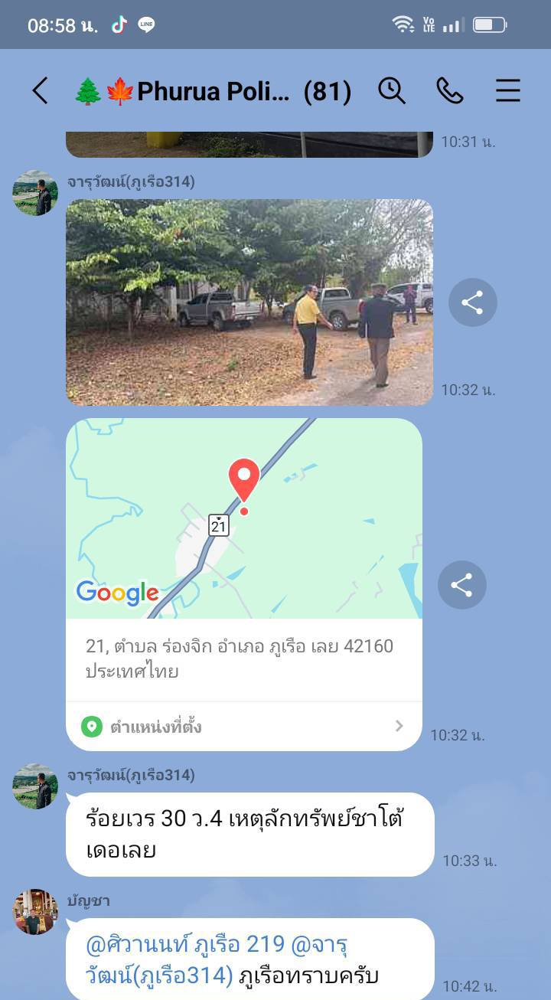 08:58 น. LINE VO LTE
🌲🍁Phurua Poli... (81)
10:31 น.
จารุวัฒน์(ภูเรือ314)
10:32 น.
21
Google
21, ตำบล ร่องจิก อำเภอ ภูเรือ เลย 42160
ประเทศไทย
ตำแหน่งที่ตั้ง
10:32 น.
จารุวัฒน์(ภูเรือ314)
ร้อยเวร 30 ว.4 เหตุลักทรัพย์ชาโต้
เดอเลย
10:33 น.
บัญชา
@ศิวานนท์ ภูเรือ 219 @จารุ
วัฒน์(ภูเรือ314) ภูเรือทราบครับ
10:42 น.